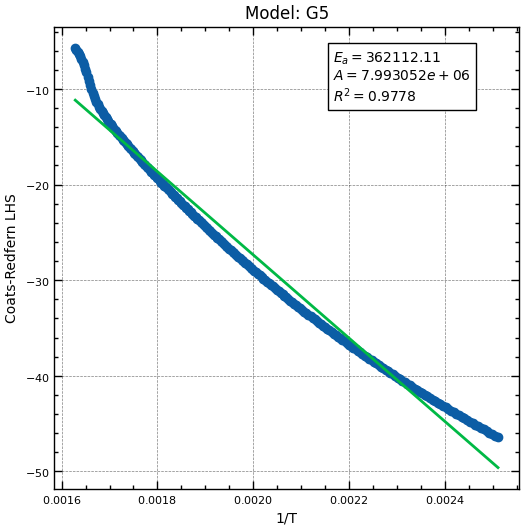 Model: G5
E_a = 362112.11
A = 7.993052e + 06
R^2 = 0.9778
−10
−20
−30
−40
−50
Coats-Redfern LHS
0.0016 0.0018 0.0020 0.0022 0.0024
1/T